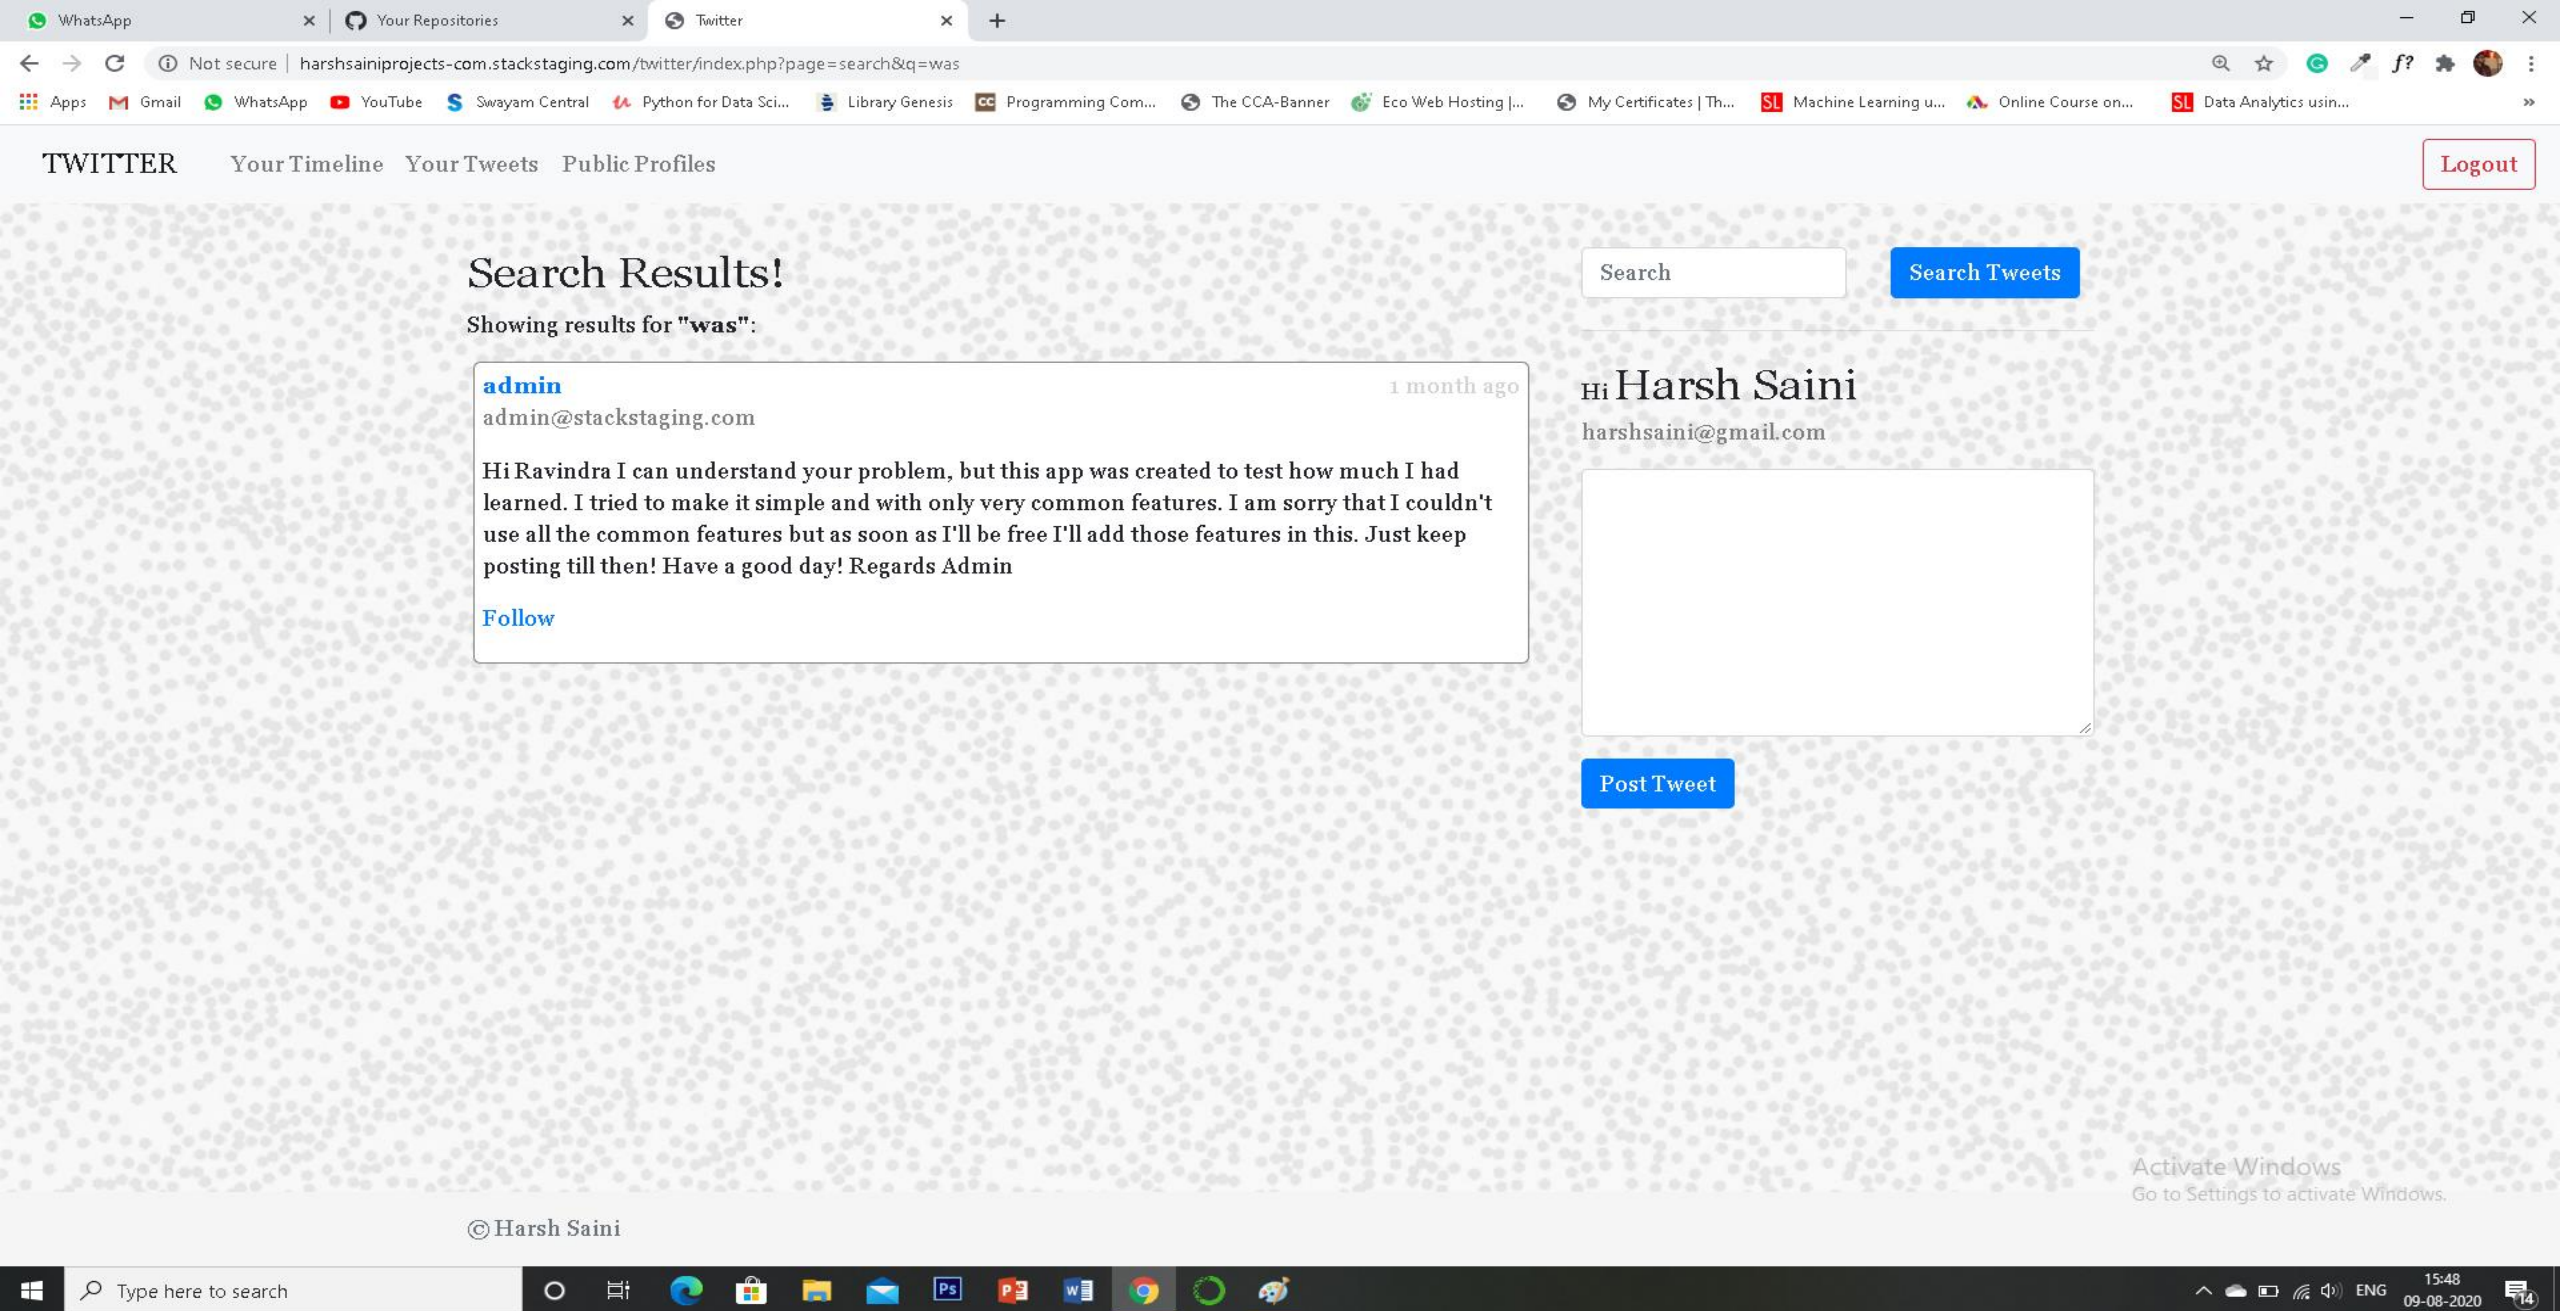 WhatsApp
Your Repositories
Twitter
Not secure harshsainiprojects-com.stackstaging.com/twitter/index.php?page=search&q=was
f?
Apps Gmail WhatsApp YouTube Swayam Central Python for Data Sci... Library Genesis CC Programming Com... The CCA-Banner Eco Web Hosting |... My Certificates | Th... SL Machine Learning u... Online Course on... SL Data Analytics usin... »
TWITTER Your Timeline Your Tweets Public Profiles Logout
Search Results!
Showing results for "was":
admin 1 month ago
admin@stackstaging.com
Hi Ravindra I can understand your problem, but this app was created to test how much I had
learned. I tried to make it simple and with only very common features. I am sorry that I couldn't
use all the common features but as soon as I'll be free I'll add those features in this. Just keep
posting till then! Have a good day! Regards Admin
Follow
Search Search Tweets
Hi Harsh Saini
harshsaini@gmail.com
Post Tweet
Activate Windows
Go to Settings to activate Windows.
© Harsh Saini
Type here to search
Ps
ENG
15:48
09-08-2020
14